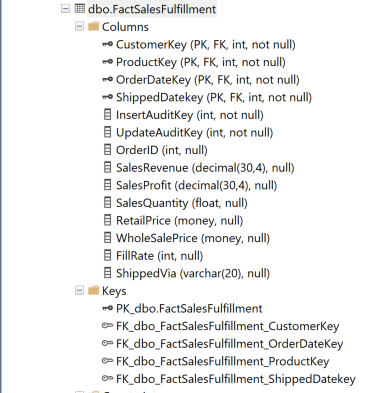 dbo.FactSalesFulfillment
Columns
CustomerKey (PK, FK, int, not null)
ProductKey (PK, FK, int, not null)
OrderDateKey (PK, FK, int, not null)
ShippedDatekey (PK, FK, int, not null)
InsertAuditKey (int, not null)
UpdateAuditKey (int, not null)
OrderID (int, null)
SalesRevenue (decimal(30,4), null)
SalesProfit (decimal(30,4), null)
SalesQuantity (float, null)
RetailPrice (money, null)
WholeSalePrice (money, null)
FillRate (int, null)
ShippedVia (varchar(20), null)
Keys
PK_dbo.FactSalesFulfillment
FK_dbo_FactSalesFulfillment_CustomerKey
FK_dbo_FactSalesFulfillment_OrderDateKey
FK_dbo_FactSalesFulfillment_ProductKey
FK_dbo_FactSalesFulfillment_ShippedDatekey